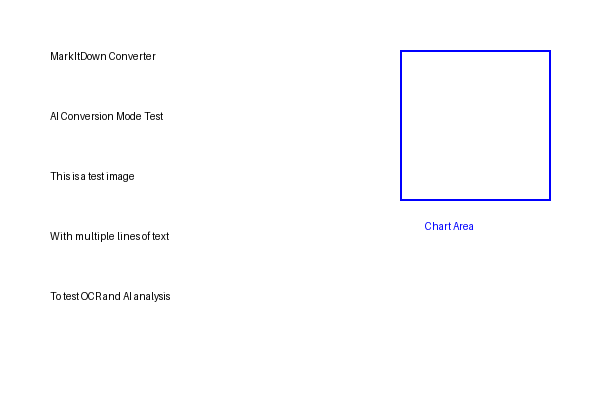 MarkItDown Converter
AI Conversion Mode Test
This is a test image
With multiple lines of text
To test OCR and AI analysis
Chart Area